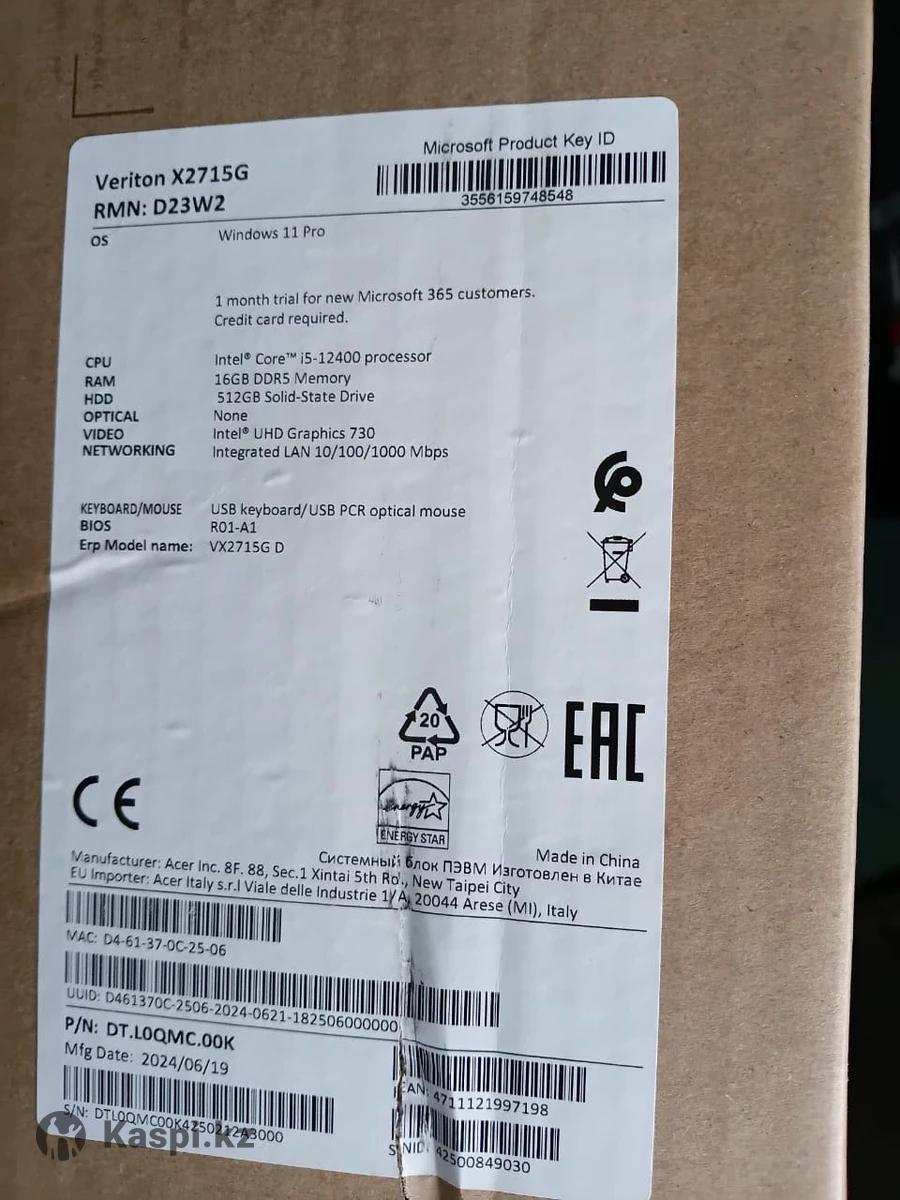 Microsoft Product Key ID
3556159748548
Veriton X2715G
RMN: D23W2
OS Windows 11 Pro
1 month trial for new Microsoft 365 customers.
Credit card required.
CPU Intel® Core™ i5-12400 processor
RAM 16GB DDR5 Memory
HDD 512GB Solid-State Drive
OPTICAL None
VIDEO Intel® UHD Graphics 730
NETWORKING Integrated LAN 10/100/1000 Mbps
KEYBOARD/MOUSE USB keyboard/USB PCR optical mouse
BIOS R01-A1
Erp Model name: VX2715G D
20
PAP
EAC
CE
energy
ENERGY STAR
Made in China
Системный блок ПЭВМ Изготовлен в Китае
Manufacturer: Acer Inc. 8F. 88, Sec.1 Xintai 5th Rd., New Taipei City
EU Importer: Acer Italy s.r.l Viale delle Industrie 1/A, 20044 Arese (MI), Italy
MAC: D4-61-37-0C-25-06
UUID: D461370C-2506-2024-0621-182506000000
P/N: DT.L0QMC.00K
Mfg Date: 2024/06/19
EAN: 4711121997198
S/N: DTL0QMC00K4250212A3000
SNID: 42500849030
Kaspi.kz